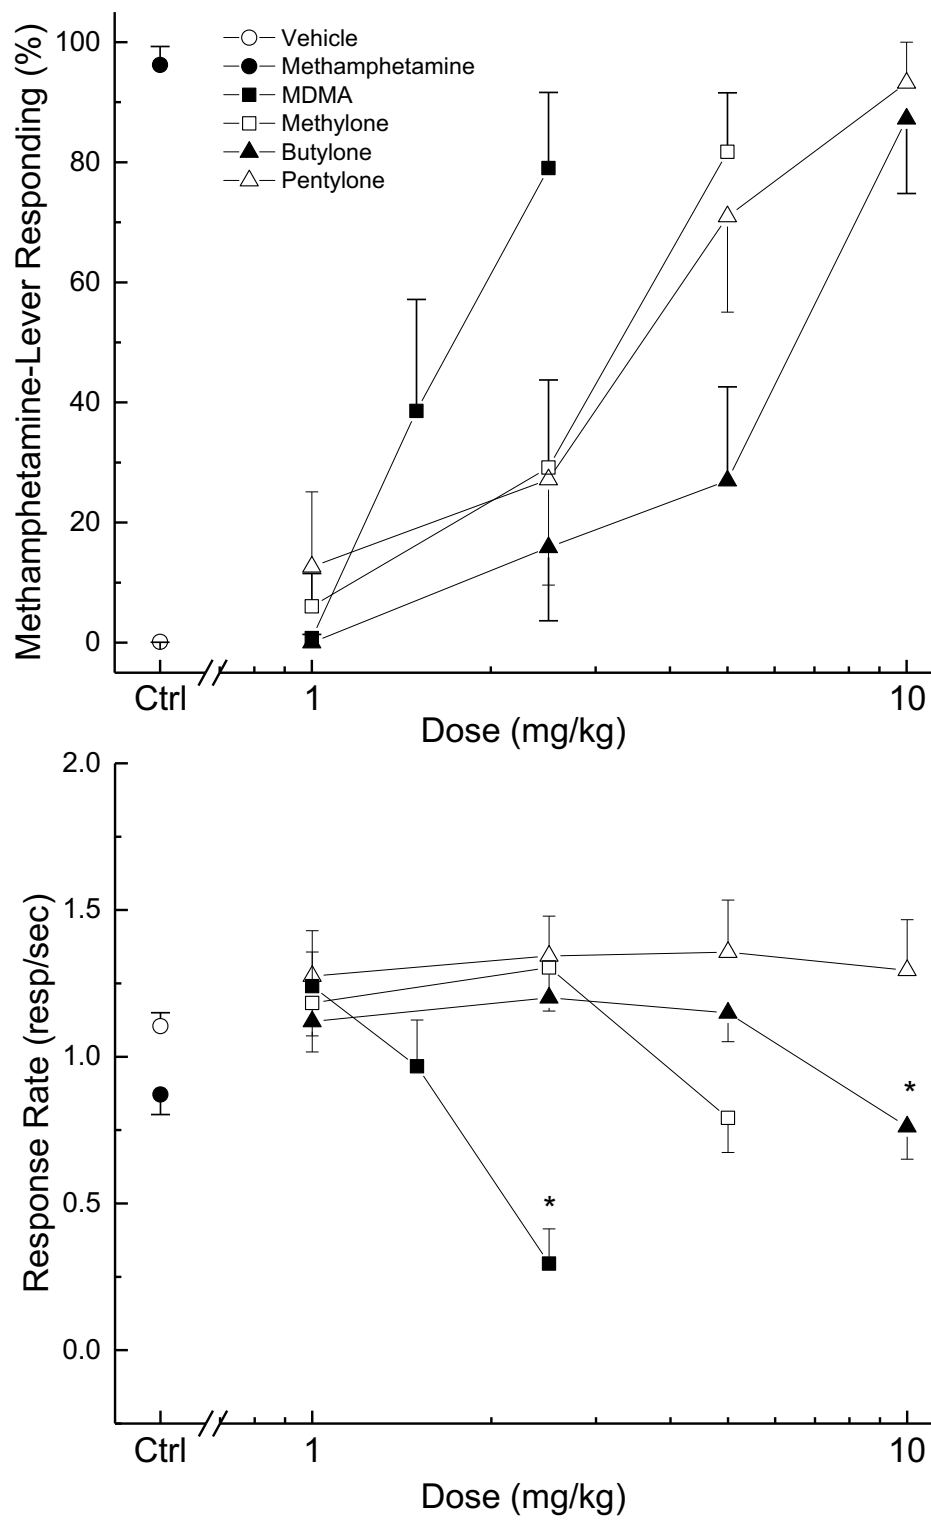 Methamphetamine-Lever Responding (%)
100
80
60
40
20
0
Vehicle
Methamphetamine
MDMA
Methylone
Butylone
Pentylone
Ctrl
1
10
Dose (mg/kg)
Response Rate (resp/sec)
2.0
1.5
1.0
0.5
0.0
*
*
Ctrl
1
10
Dose (mg/kg)